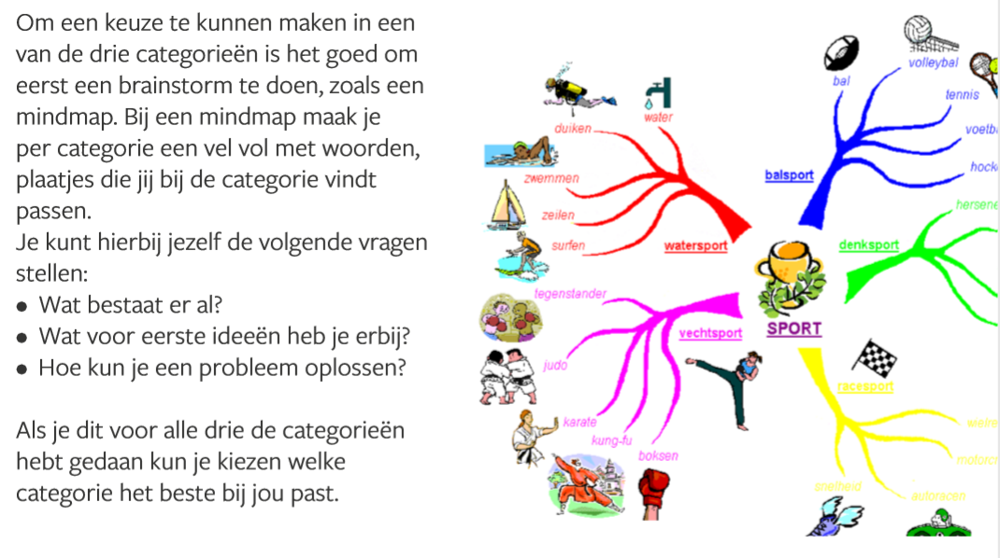 Om een keuze te kunnen maken in een
van de drie categorieën is het goed om
eerst een brainstorm te doen, zoals een
mindmap. Bij een mindmap maak je
per categorie een vel vol met woorden,
plaatjes die jij bij de categorie vindt
passen.
Je kunt hierbij jezelf de volgende vragen
stellen:
• Wat bestaat er al?
• Wat voor eerste ideeën heb je erbij?
• Hoe kun je een probleem oplossen?
Als je dit voor alle drie de categorieën
hebt gedaan kun je kiezen welke
categorie het beste bij jou past.
duiken
water
zwemmen
zeilen
surfen
watersport
bal
volleybal
tennis
balsport
denksport
tegenstander
judo
karate
kung-fu
boksen
vechtsport
SPORT
racesport
snelheid
autoracen